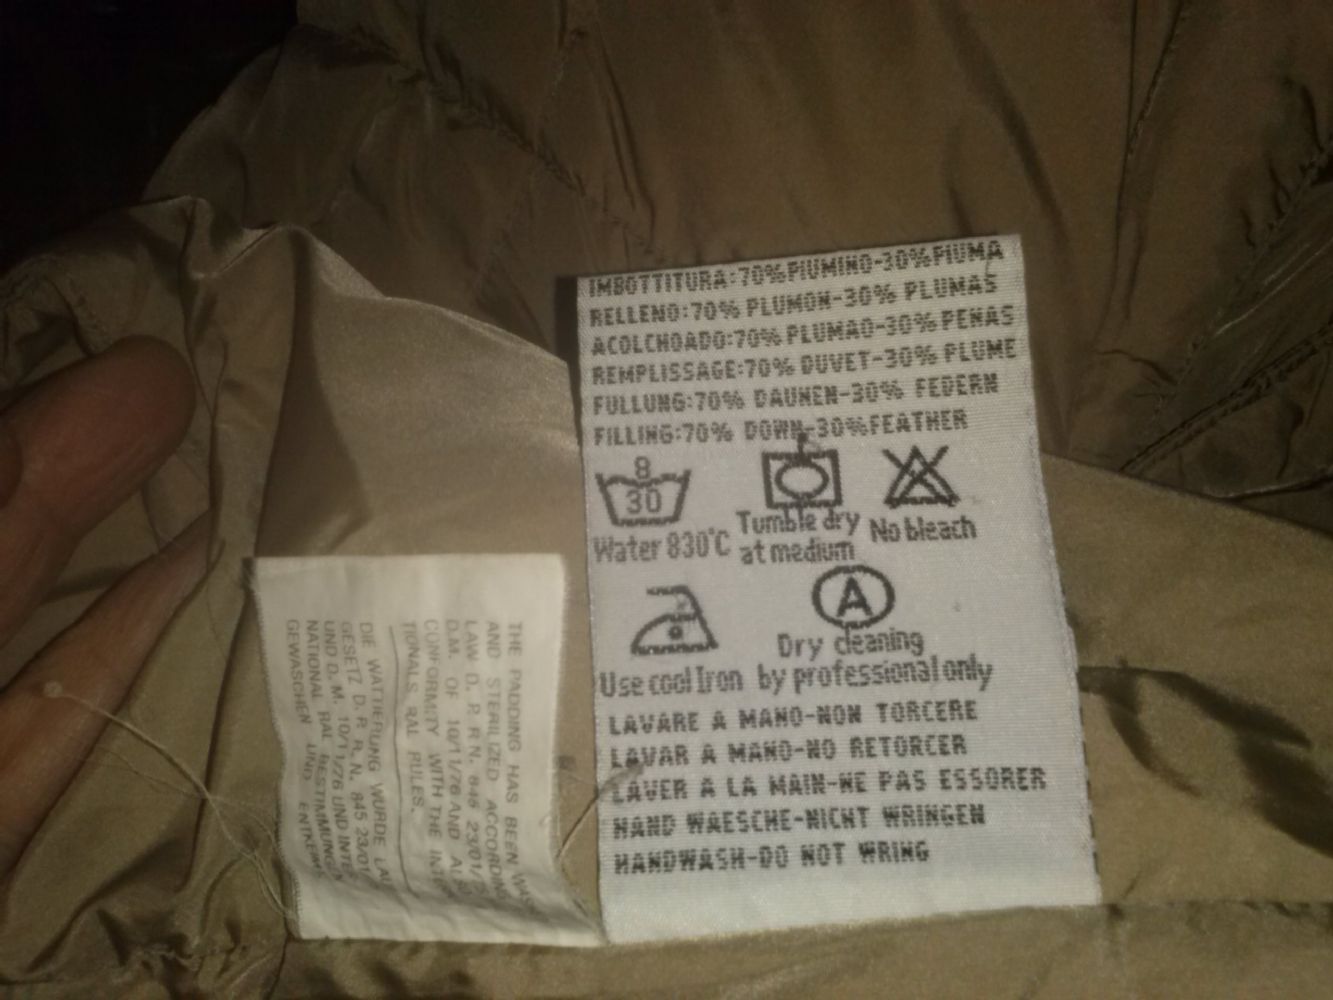 IMBOTTITURA:70%PIUMINO-30%PIUMA
RELLENO:70% PLUMON-30% PLUMAS
ACOLCHOADO:70% PLUMAO-30%PENAS
REMPLISSAGE:70% DUVET-30% PLUME
FULLUNG:70% DAUNEN-30% FEDERN
FILLING:70% DOWN-30%FEATHER
8
30
Water 830°C
Tumble dry
at medium
No bleach
A
Use cool Iron
Dry cleaning
by professional only
LAVARE A MANO-NON TORCERE
LAVAR A MANO-NO RETORCER
LAVER A LA MAIN-NE PAS ESSORER
HAND WAESCHE-NICHT WRINGEN
HANDWASH-DO NOT WRING
THE PADDING HAS BEEN
AND STERILIZED ACCORDING
LAW D. P. R N. 845 23/01/
D.M. OF 10/11/76 AND
CONFORMITY WITH THE
TIONALS RAL RULES.
DIE WATTIERUNG WURDE
GESETZ D. P. R. N. 845 23/01
UND D. M. 10/11/76 UND
NATIONAL RAL BESTIMMUNGEN
GEWASCHEN UND